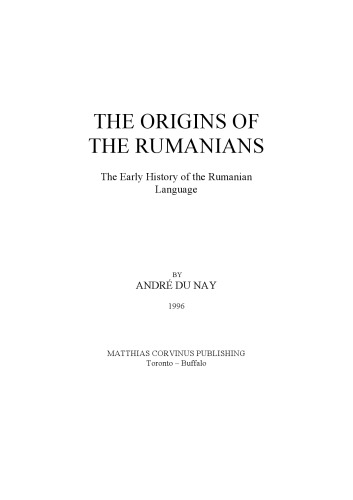 THE ORIGINS OF
THE RUMANIANS
The Early History of the Rumanian
Language
BY
ANDRÉ DU NAY
1996
MATTHIAS CORVINUS PUBLISHING
Toronto – Buffalo